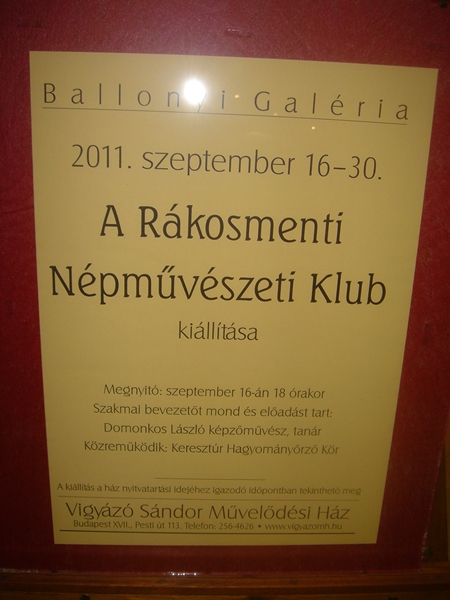 Ballonyi Galéria
2011. szeptember 16–30.
A Rákosmenti
Népművészeti Klub
kiállítása
Megnyitó: szeptember 16-án 18 órakor
Szakmai bevezetőt mond és előadást tart:
Domonkos László képzőművész, tanár
Közreműködik: Keresztúr Hagyományőrző Kör
A kiállítás a ház nyitvatartási idejéhez igazodó időpontban tekinthető meg
Vigyázó Sándor Művelődési Ház
Budapest XVII., Pesti út 113. Telefon: 256-4626 • www.vigyazomh.hu